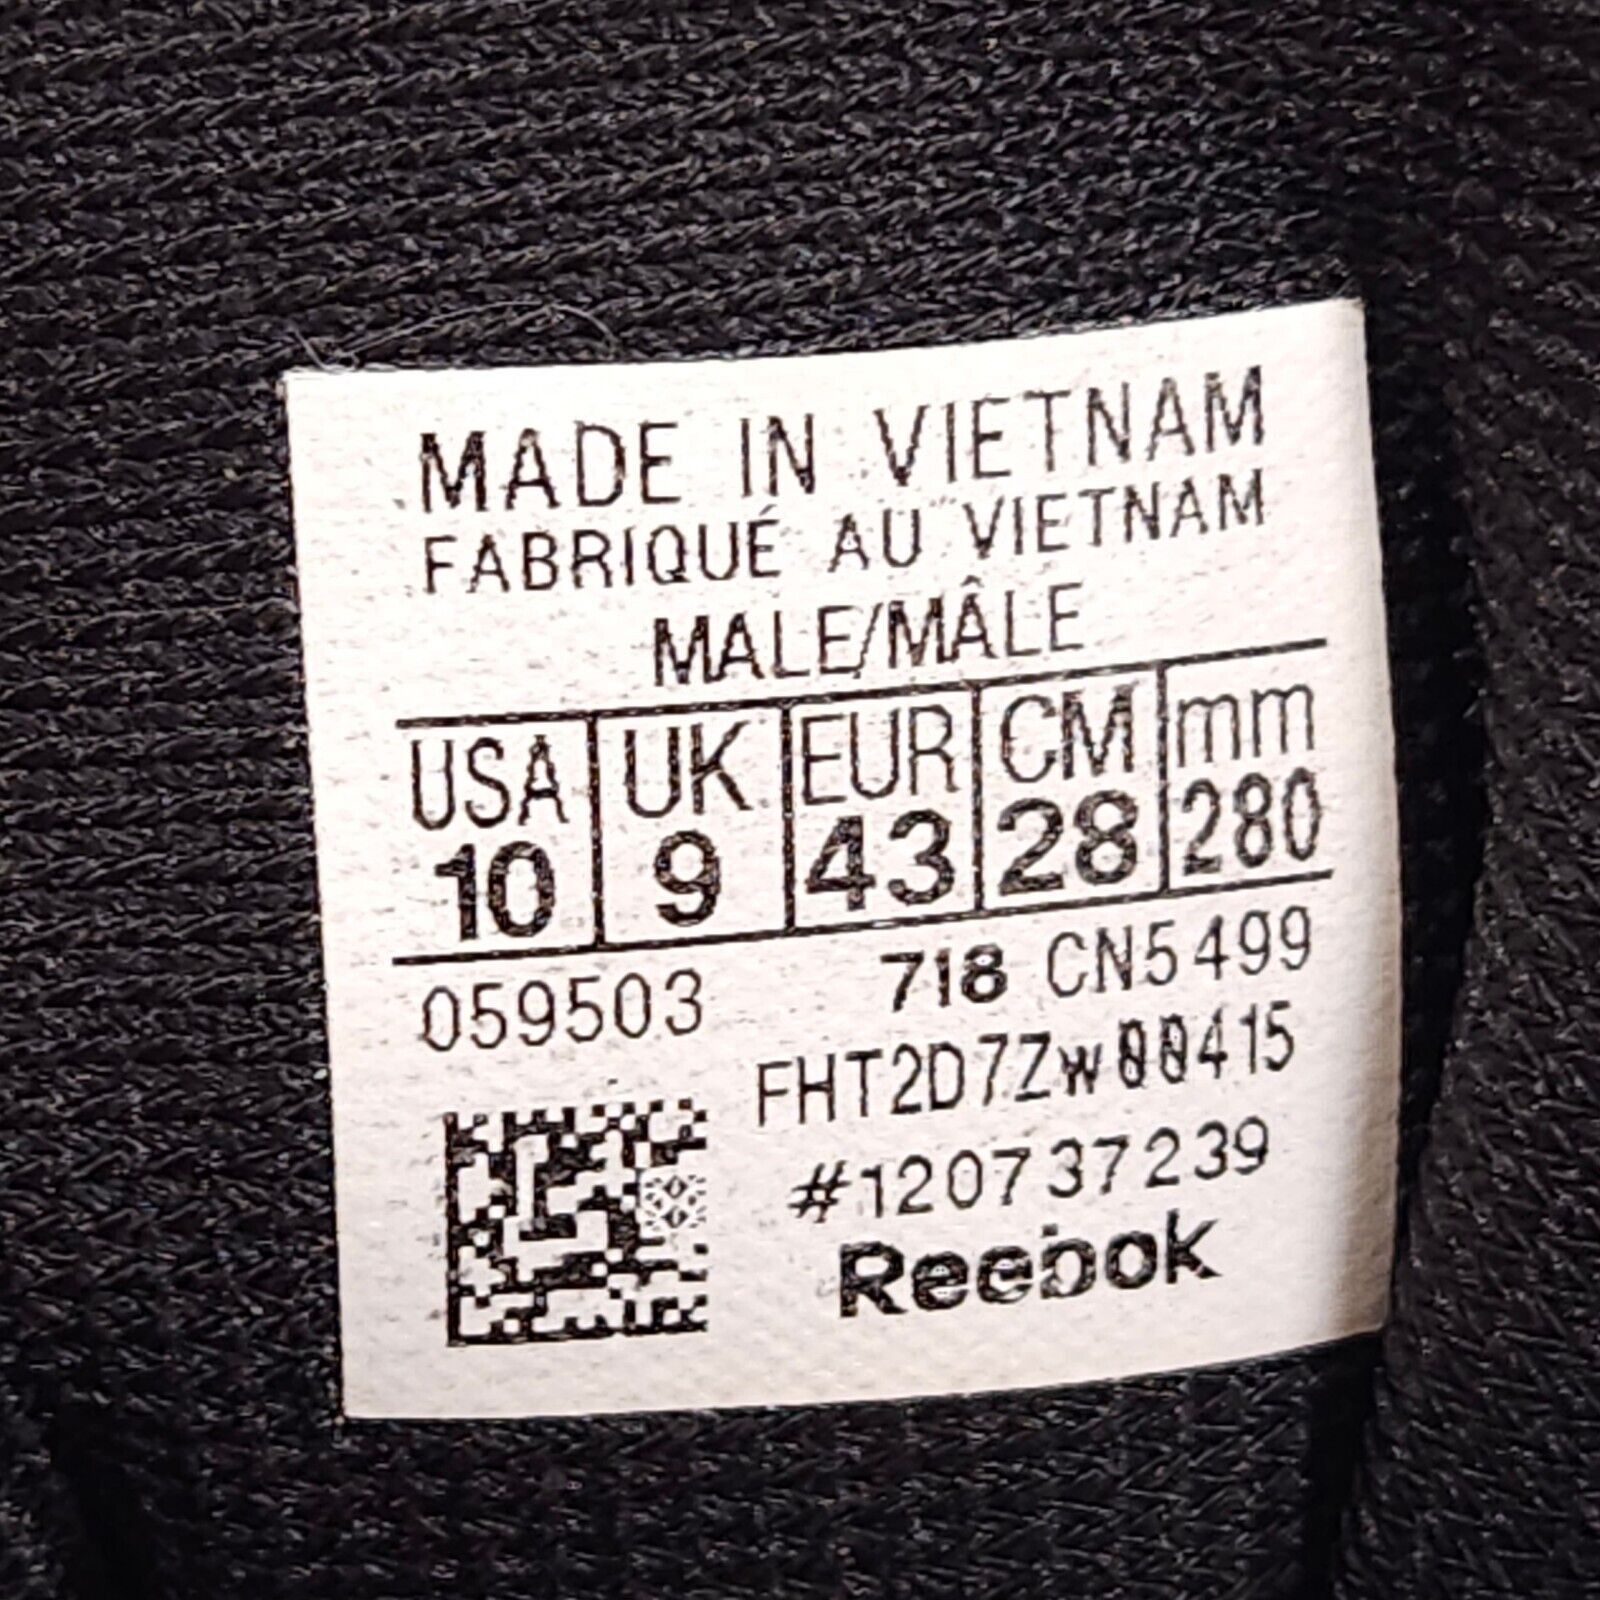 MADE IN VIETNAM
FABRIQUÉ AU VIETNAM
MALE/MÂLE
USA UK EUR CM mm
10 9 43 28 280
059503 718 CN5499
#120737239
Reebok